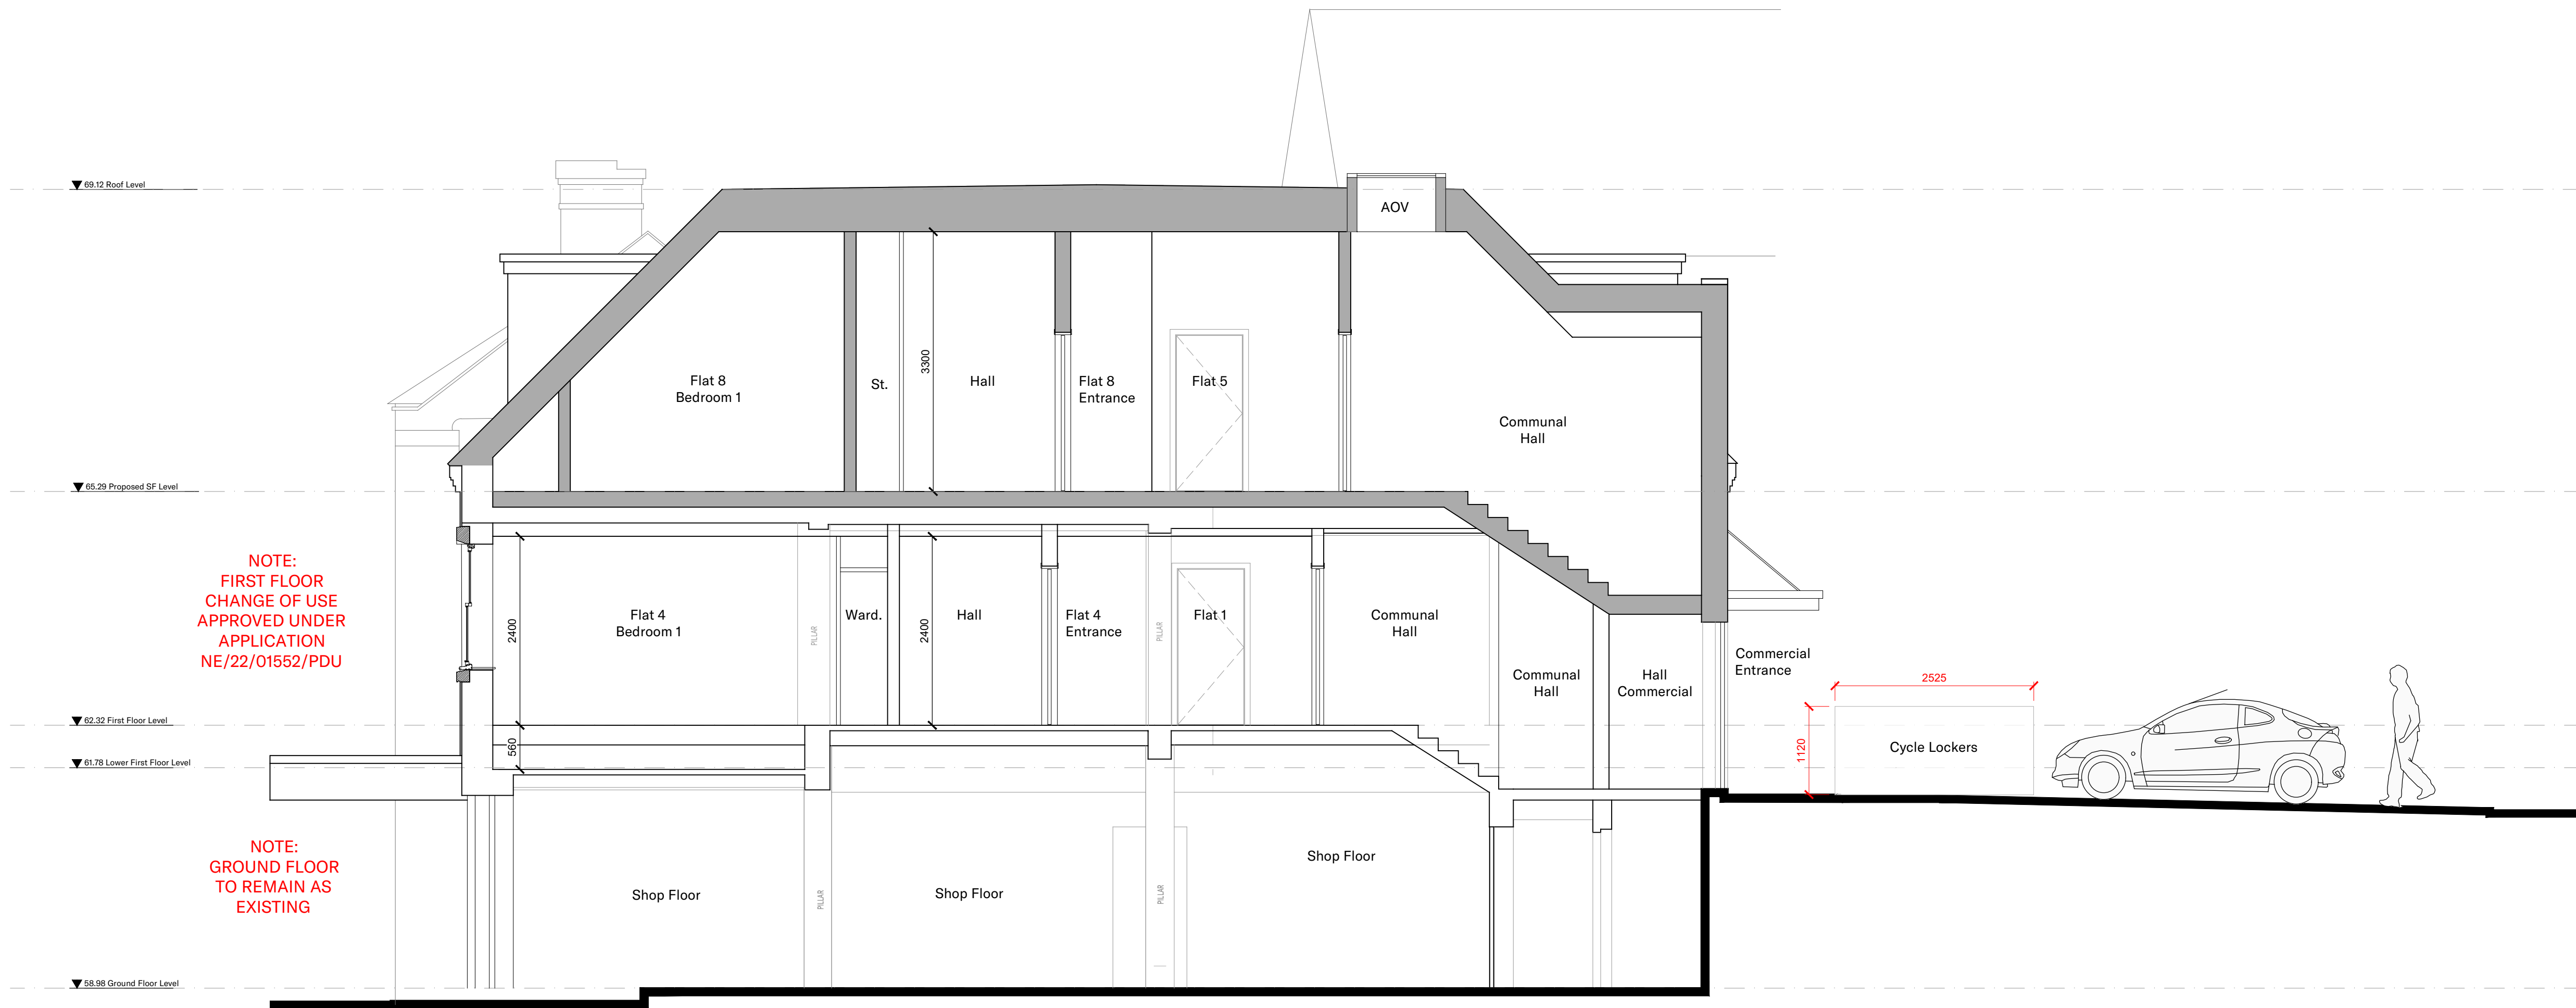 69.12 Roof Level
AOV
3300
Flat 8
Bedroom 1
St.
Hall
Flat 8
Entrance
Flat 5
Communal
Hall
65.29 Proposed SF Level
NOTE:
FIRST FLOOR
CHANGE OF USE
APPROVED UNDER
APPLICATION
NE/22/01552/PDU
2400
Flat 4
Bedroom 1
PILLAR
Ward.
2400
Hall
Flat 4
Entrance
PILLAR
Flat 1
Communal
Hall
Communal
Hall
Hall
Commercial
Commercial
Entrance
2525
1120
Cycle Lockers
62.32 First Floor Level
560
61.78 Lower First Floor Level
NOTE:
GROUND FLOOR
TO REMAIN AS
EXISTING
Shop Floor
PILLAR
Shop Floor
PILLAR
Shop Floor
58.98 Ground Floor Level